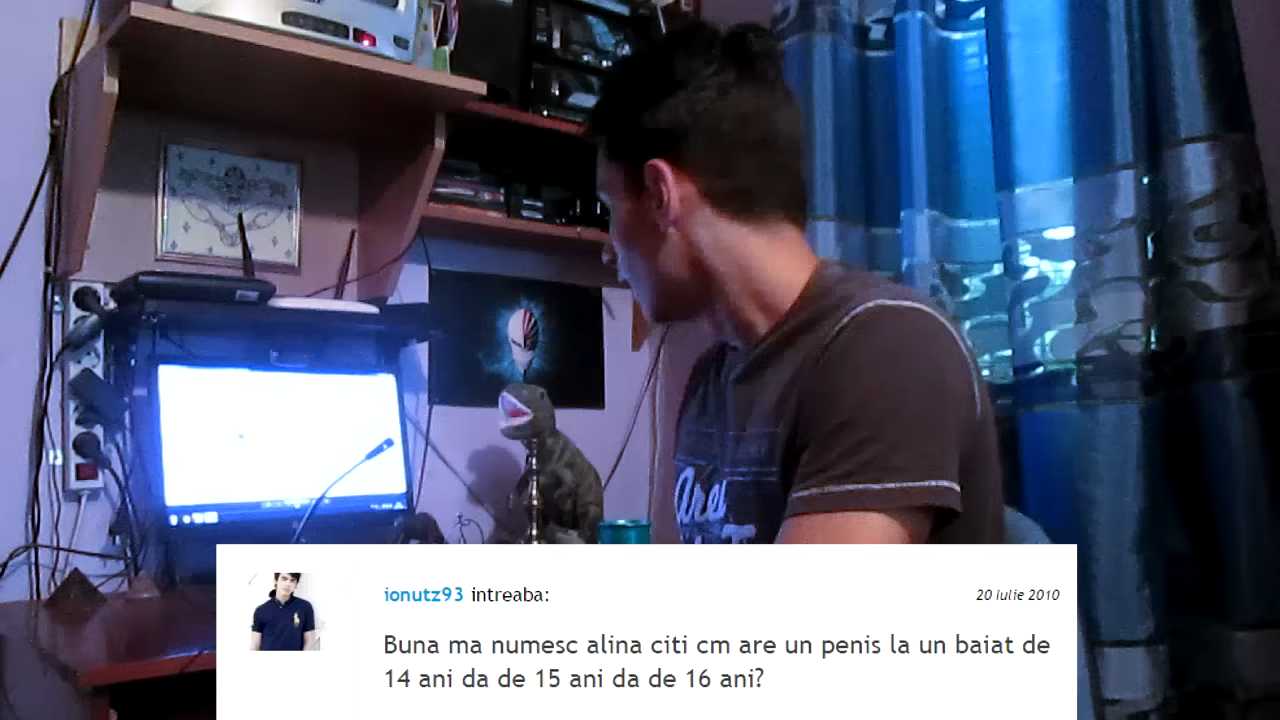 Ares
ionutz93 intreaba:
20 Iulie 2010
Buna ma numesc alina citi cm are un penis la un baiat de
14 ani da de 15 ani da de 16 ani?